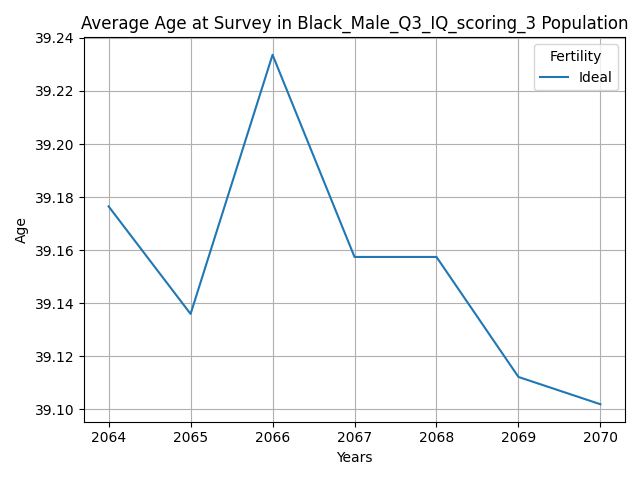 Average Age at Survey in Black_Male_Q3_IQ_scoring_3 Population
39.24
39.22
39.20
39.18
39.16
39.14
39.12
39.10
Age
Fertility
Ideal
2064 2065 2066 2067 2068 2069 2070
Years